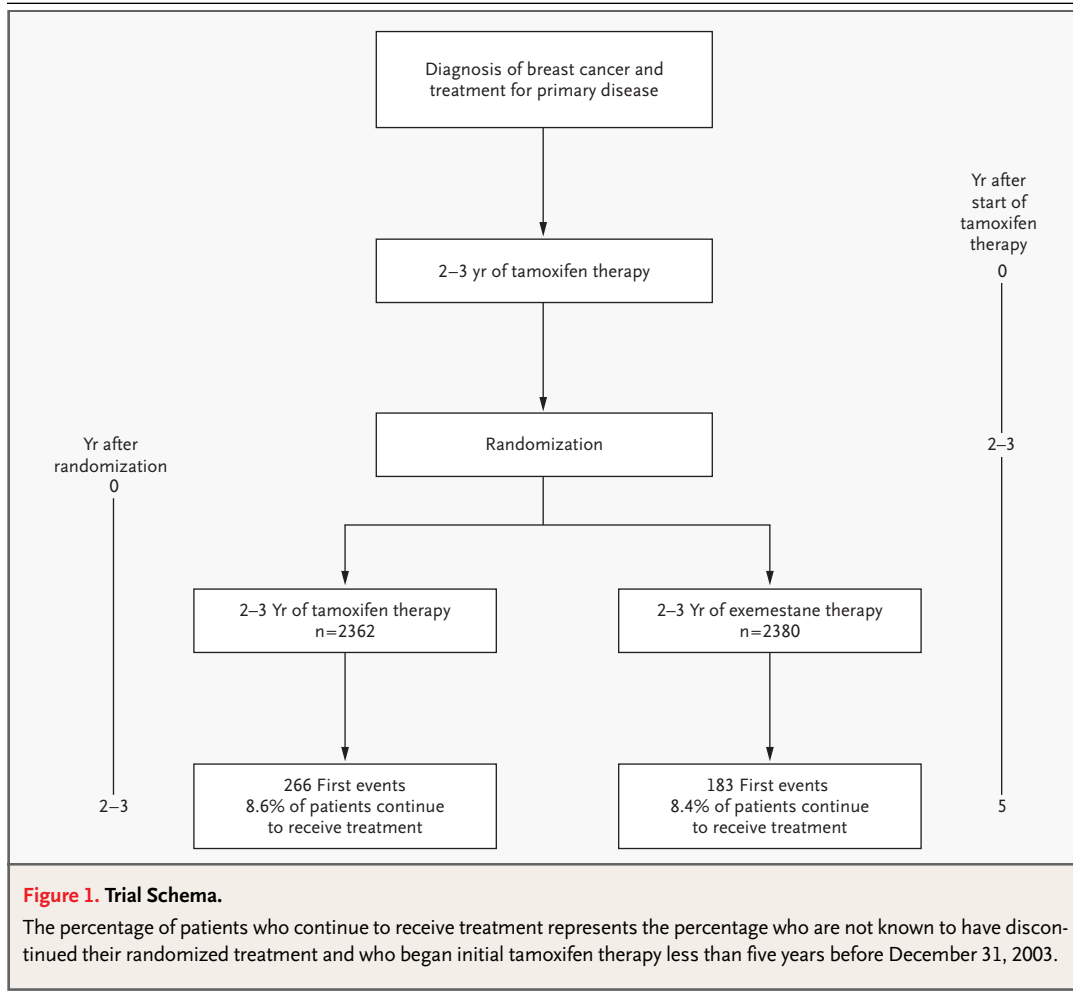 Diagnosis of breast cancer and
treatment for primary disease
Yr after
start of
tamoxifen
therapy
0
2–3 yr of tamoxifen therapy
Randomization
2–3
Yr after
randomization
0
2–3 Yr of tamoxifen therapy
n=2362
2–3 Yr of exemestane therapy
n=2380
266 First events
8.6% of patients continue
to receive treatment
183 First events
8.4% of patients continue
to receive treatment
2–3
5
Figure 1. Trial Schema.
The percentage of patients who continue to receive treatment represents the percentage who are not known to have discon-
tinued their randomized treatment and who began initial tamoxifen therapy less than five years before December 31, 2003.